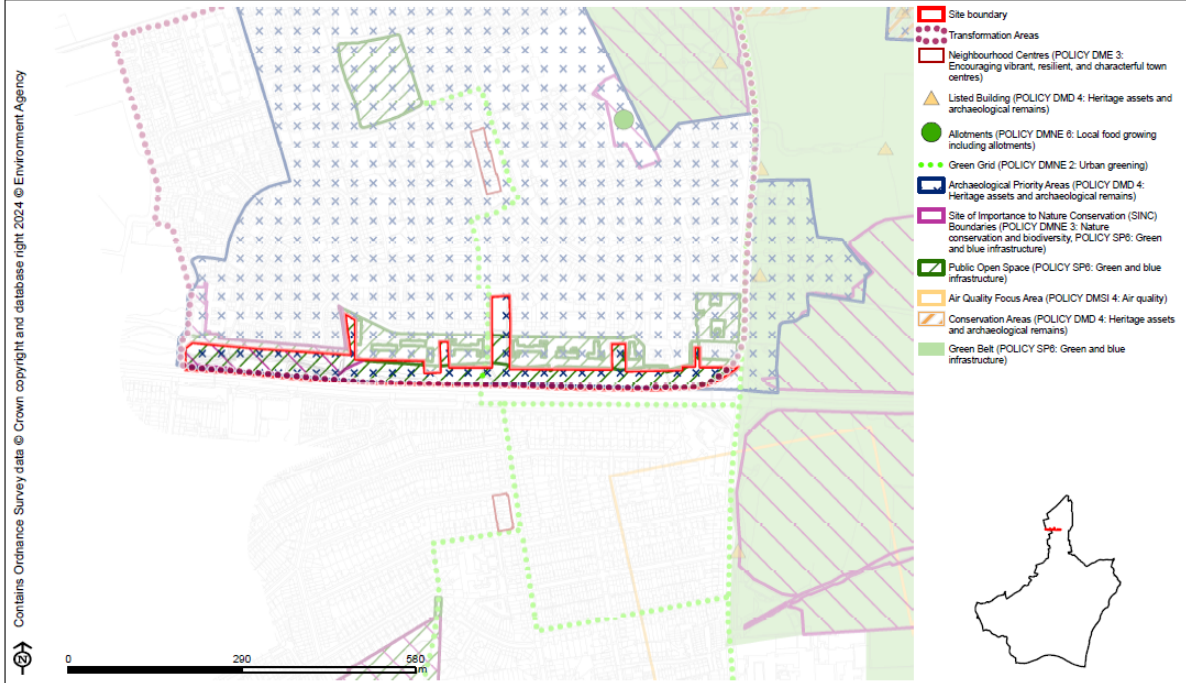 Site boundary
Transformation Areas
Neighbourhood Centres (POLICY DME 3:
Encouraging vibrant, resilient, and characterful town
centres)
Listed Building (POLICY DMD 4: Heritage assets and
archaeological remains)
Allotments (POLICY DMNE 6: Local food growing
including allotments)
Green Grid (POLICY DMNE 2: Urban greening)
Archaeological Priority Areas (POLICY DMD 4:
Heritage assets and archaeological remains)
Site of Importance to Nature Conservation (SINC)
Boundaries (POLICY DMNE 3: Nature
conservation and biodiversity, POLICY SP6: Green
and blue infrastructure)
Public Open Space (POLICY SP6: Green and blue
infrastructure)
Air Quality Focus Area (POLICY DMSI 4: Air quality)
Conservation Areas (POLICY DMD 4: Heritage assets
and archaeological remains)
Green Belt (POLICY SP6: Green and blue
infrastructure)
Contains Ordnance Survey data © Crown copyright and database right 2024 © Environment Agency
N
0 290 580
m